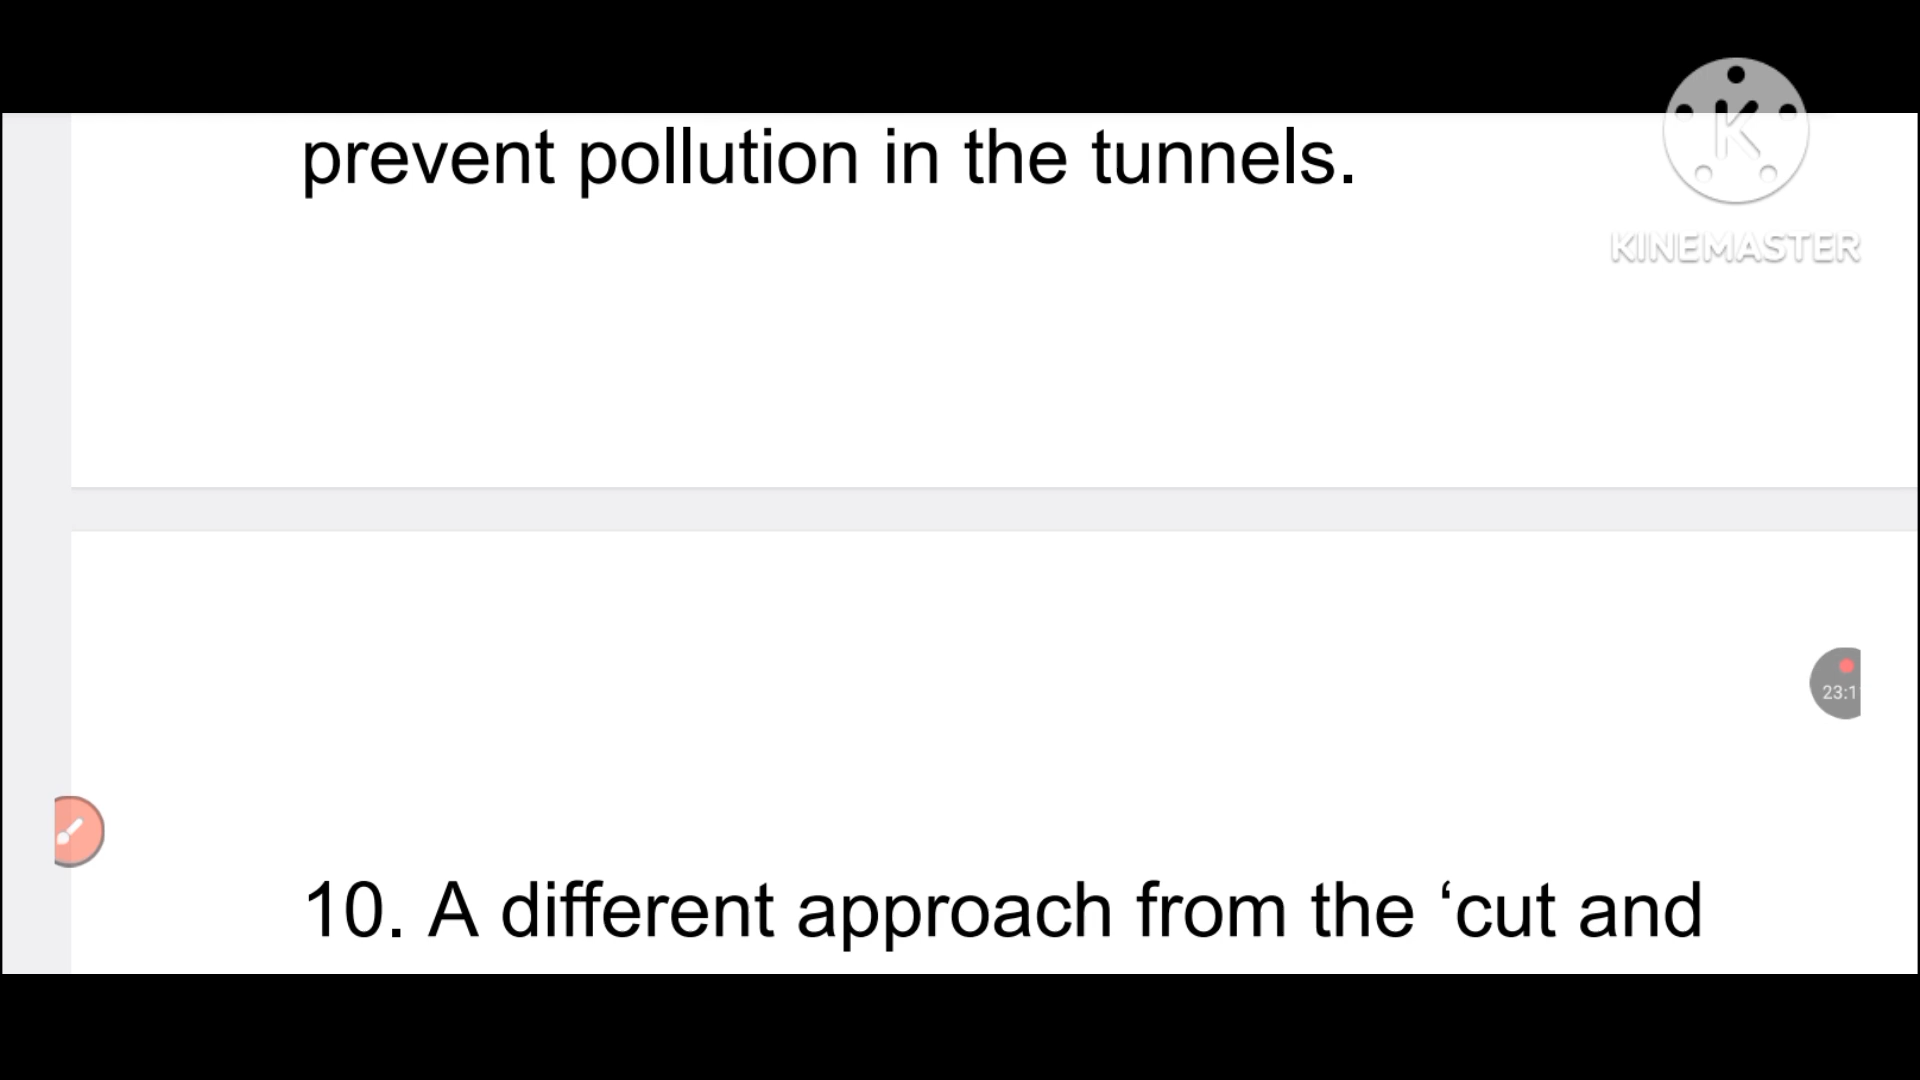 prevent pollution in the tunnels.
K
KINEMASTER
23:1
10. A different approach from the ‘cut and